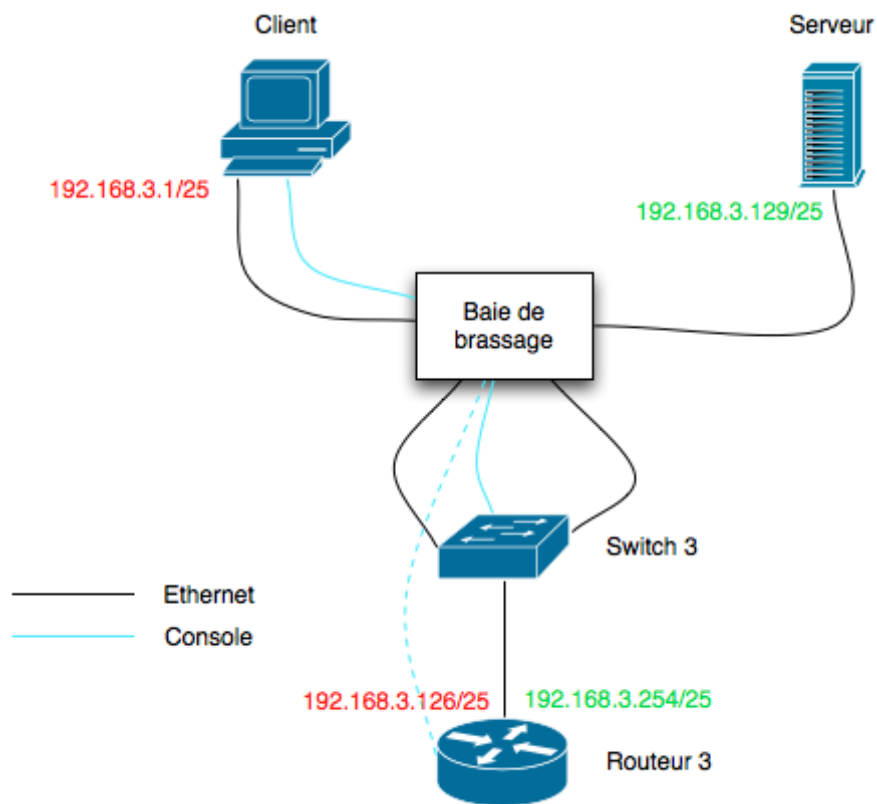 Client
Serveur
192.168.3.1/25
192.168.3.129/25
Baie de
brassage
Switch 3
Ethernet
Console
192.168.3.126/25
192.168.3.254/25
Routeur 3